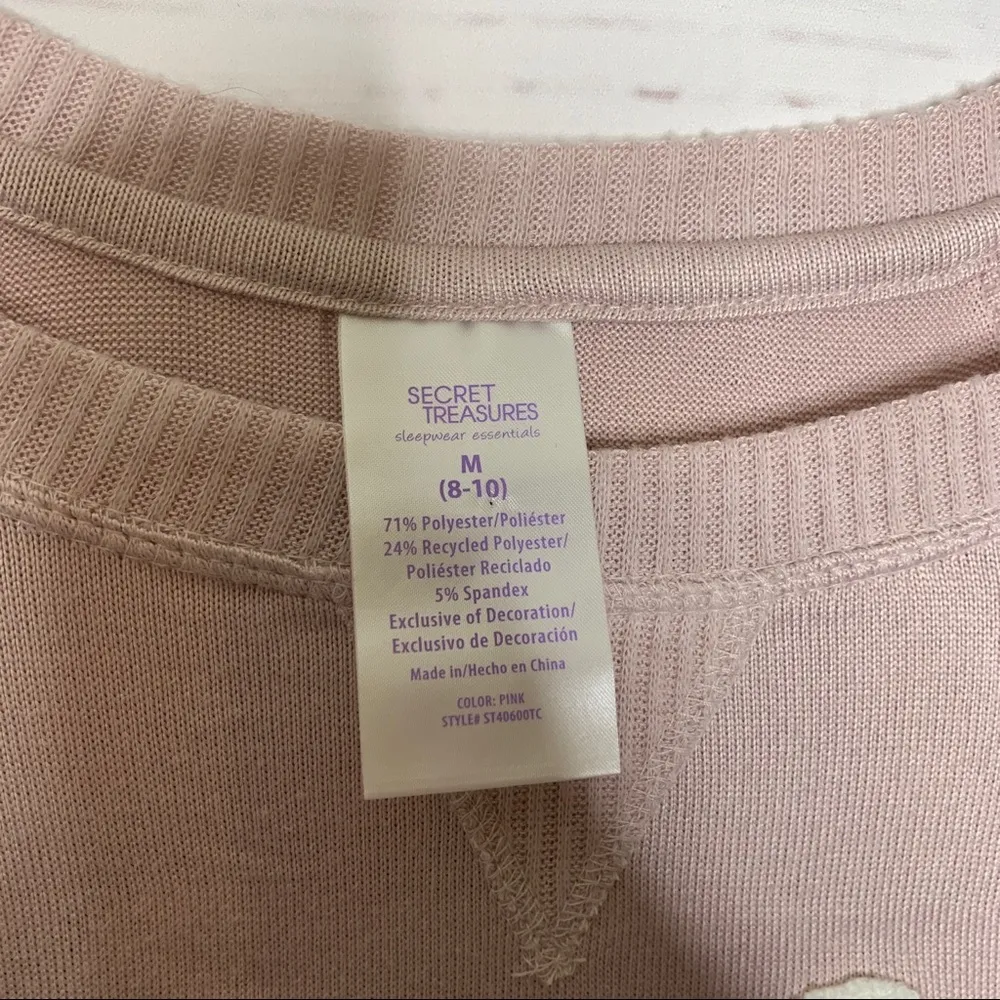 SECRET
TREASURES
sleepwear essentials
M
(8-10)
71% Polyester/Poliéster
24% Recycled Polyester/
Poliéster Reciclado
5% Spandex
Exclusive of Decoration/
Exclusivo de Decoración
Made in/Hecho en China
COLOR: PINK
STYLE# ST40600TC